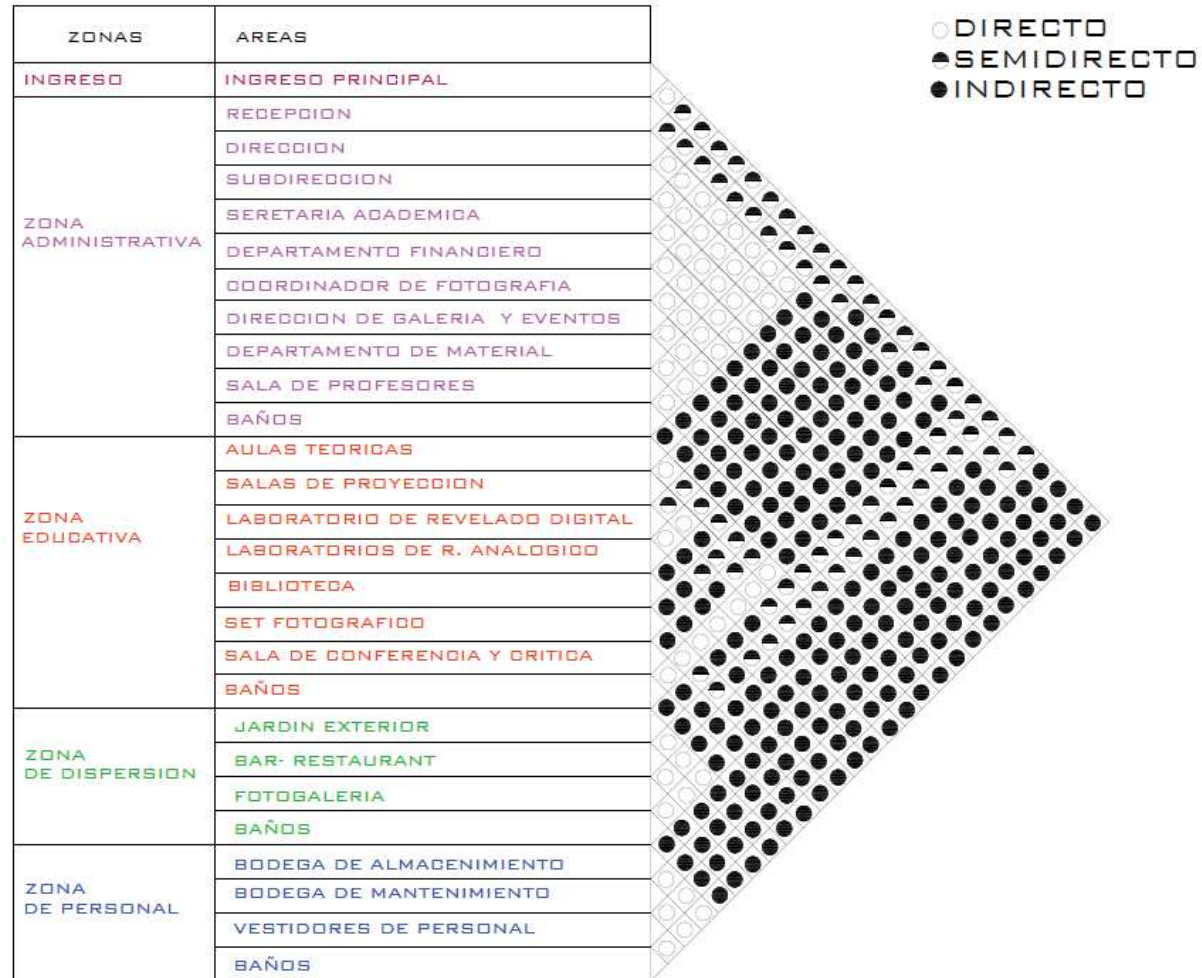 ZONAS AREAS
DIRECTO
SEMIDIRECTO
INDIRECTO
INGRESO INGRESO PRINCIPAL
ZONA
ADMINISTRATIVA
RECEPCION
DIRECCION
SUBDIRECCION
SERETARIA ACADEMICA
DEPARTAMENTO FINANCIERO
COORDINADOR DE FOTOGRAFIA
DIRECCION DE GALERIA Y EVENTOS
DEPARTAMENTO DE MATERIAL
SALA DE PROFESORES
BAÑOS
ZONA
EDUCATIVA
AULAS TEORICAS
SALAS DE PROYECCION
LABORATORIO DE REVELADO DIGITAL
LABORATORIOS DE R. ANALOGICO
BIBLIOTECA
SET FOTOGRAFICO
SALA DE CONFERENCIA Y CRITICA
BAÑOS
ZONA
DE DISPERSION
JARDIN EXTERIOR
BAR- RESTAURANT
FOTOGALERIA
BAÑOS
ZONA
DE PERSONAL
BODEGA DE ALMACENIMIENTO
BODEGA DE MANTENIMIENTO
VESTIDORES DE PERSONAL
BAÑOS